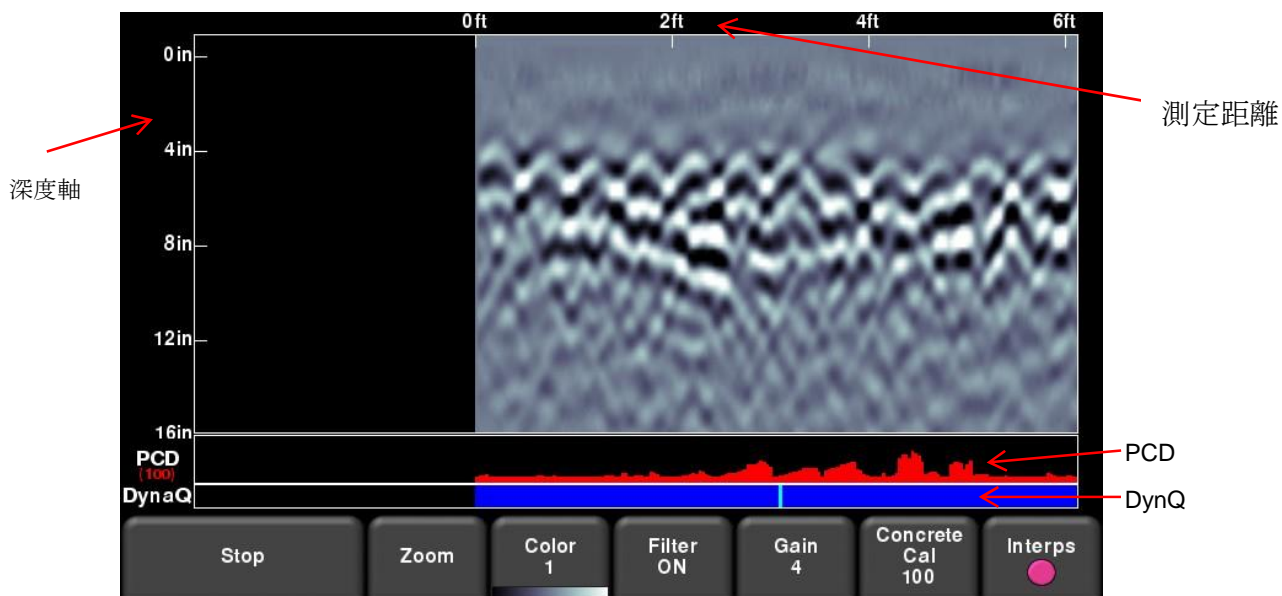 0ft 2ft 4ft 6ft
0in
測定距離
4in
深度軸
8in
12in
16in
PCD
(100)
PCD
DynaQ
DynQ
Stop
Zoom
Color
1
Filter
ON
Gain
4
Concrete
Cal
100
Interps